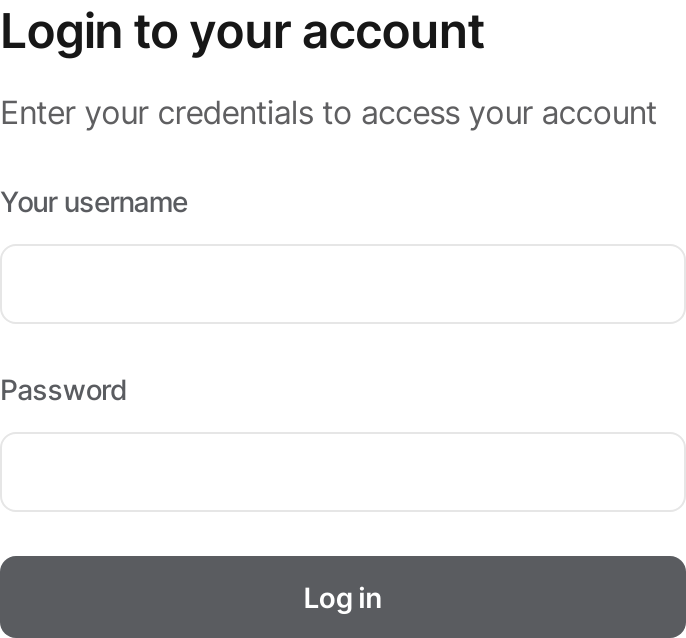 Login to your account
Enter your credentials to access your account
Your username
Password
Log in